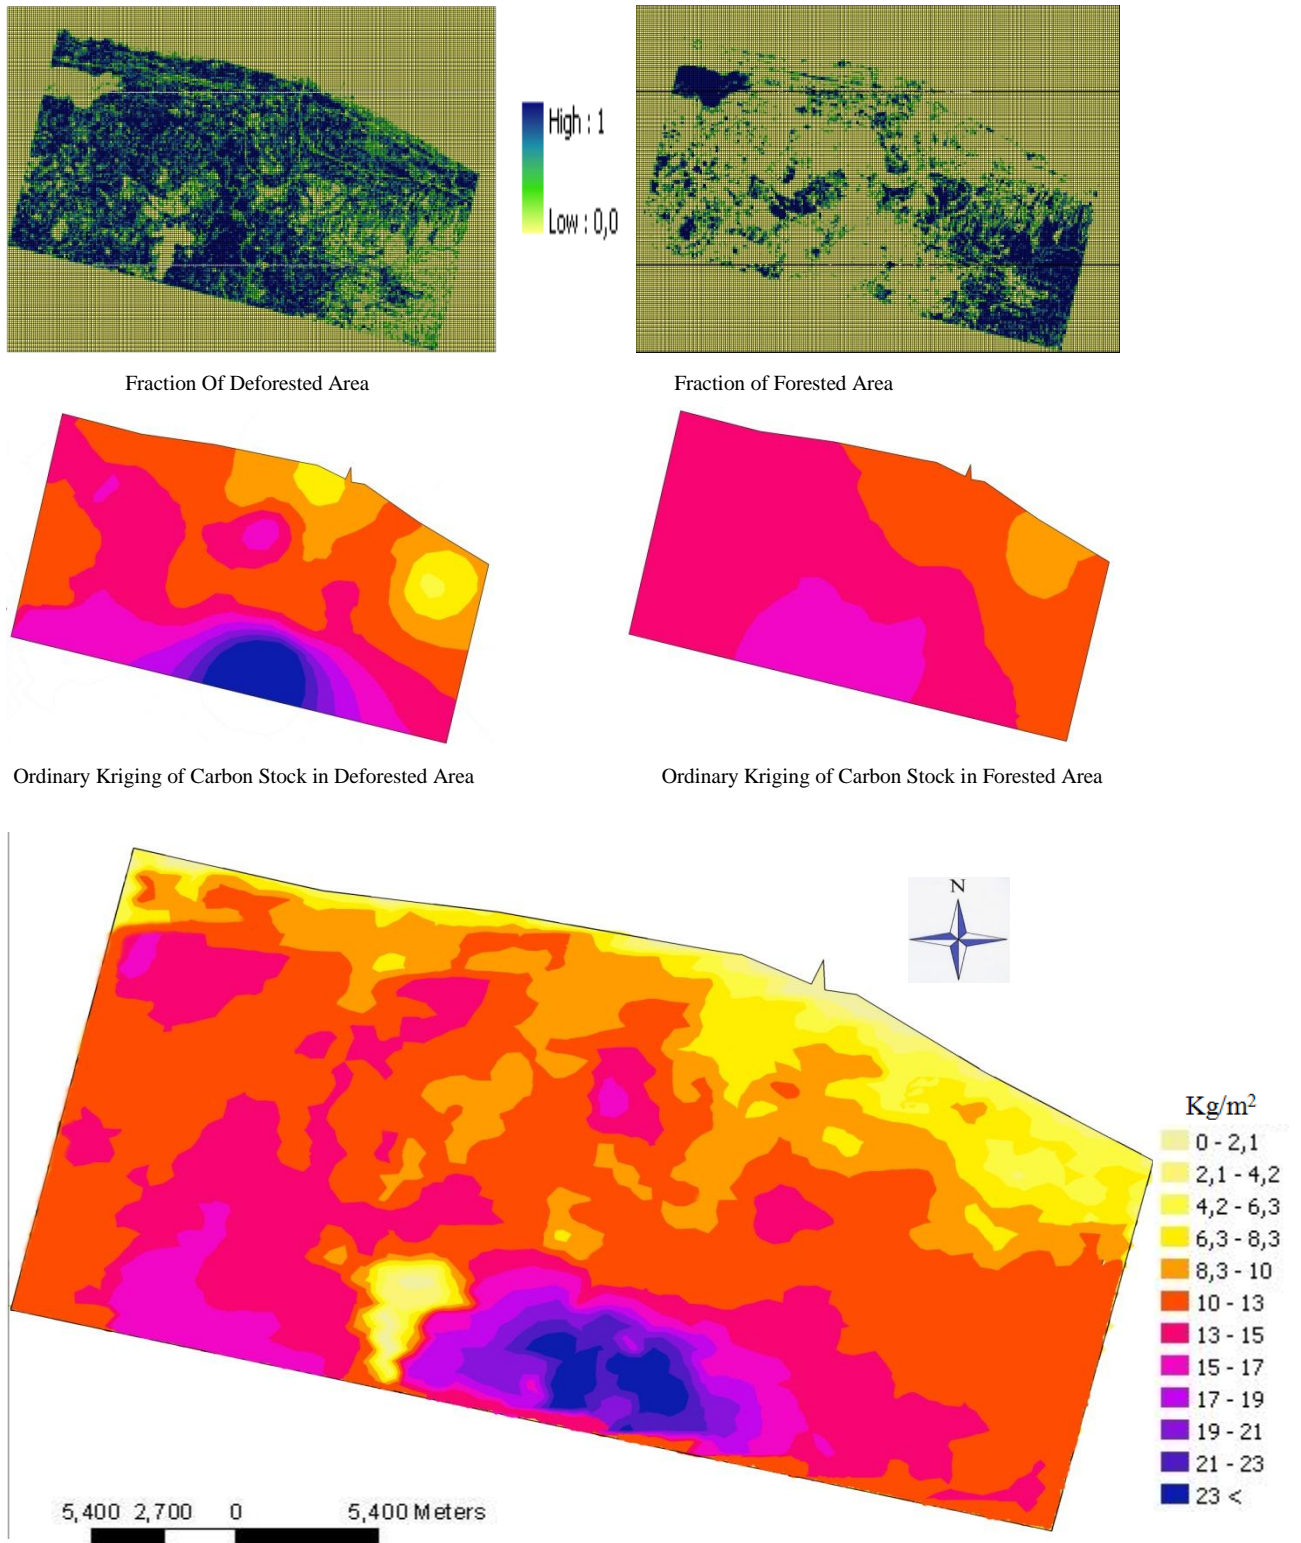 High : 1
Low : 0,0
Fraction Of Deforested Area
Fraction of Forested Area
Ordinary Kriging of Carbon Stock in Deforested Area
Ordinary Kriging of Carbon Stock in Forested Area
N
Kg/m²
0 - 2,1
2,1 - 4,2
4,2 - 6,3
6,3 - 8,3
8,3 - 10
10 - 13
13 - 15
15 - 17
17 - 19
19 - 21
21 - 23
23 <
5,400 2,700 0 5,400 Meters